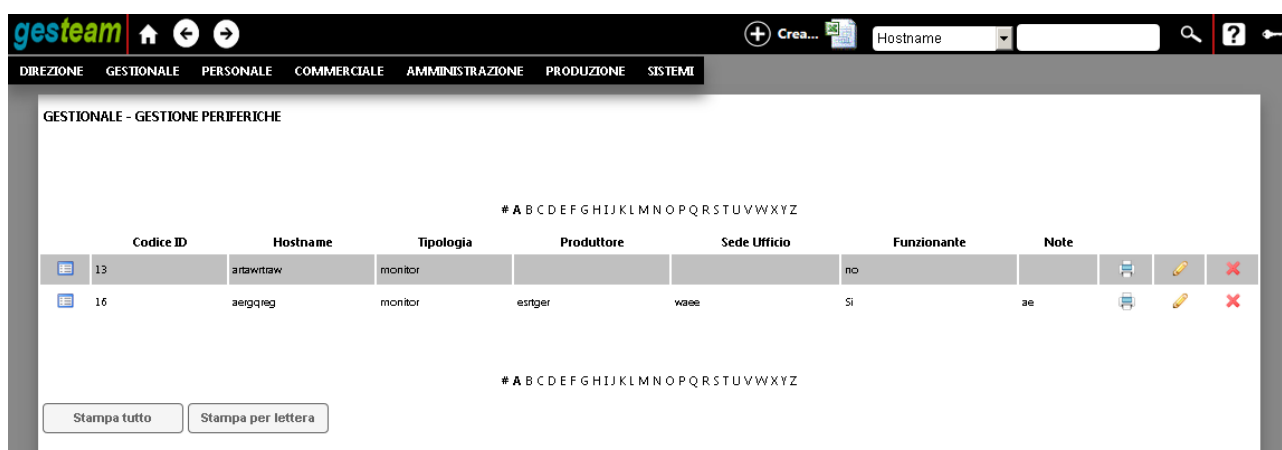 gesteam Crea... Hostname ?
DIREZIONE GESTIONALE PERSONALE COMMERCIALE AMMINISTRAZIONE PRODUZIONE SISTEMI
GESTIONALE - GESTIONE PERIFERICHE
# A B C D E F G H I J K L M N O P Q R S T U V W X Y Z
Codice ID Hostname Tipologia Produttore Sede Ufficio Funzionante Note
13 artawrtraw monitor no
16 aergqreg monitor esrtger waee Si ae
# A B C D E F G H I J K L M N O P Q R S T U V W X Y Z
Stampa tutto Stampa per lettera